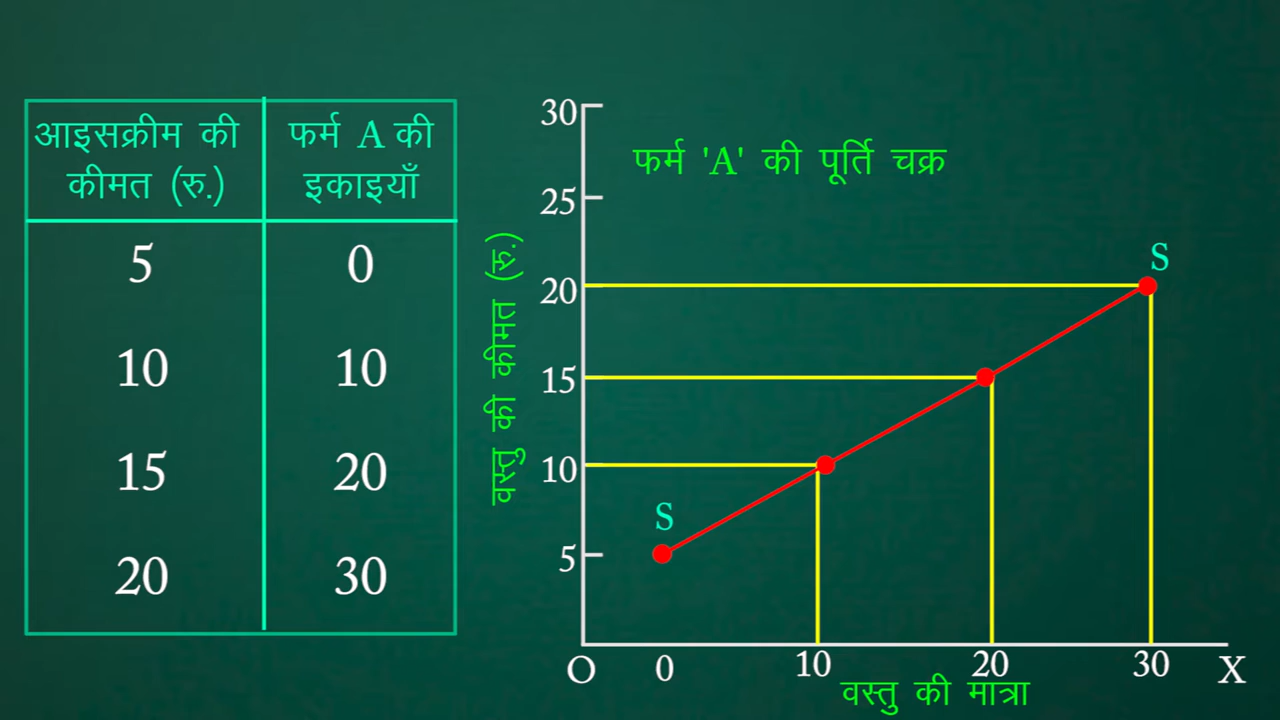 आइसक्रीम की
कीमत (रु.)
फर्म A की
इकाइयाँ
5 0
10 10
15 20
20 30
फर्म 'A' की पूर्ति चक्र
वस्तु की कीमत (रु.)
30
25
20
15
10
5
S
S
O 0 10 20 30 X
वस्तु की मात्रा